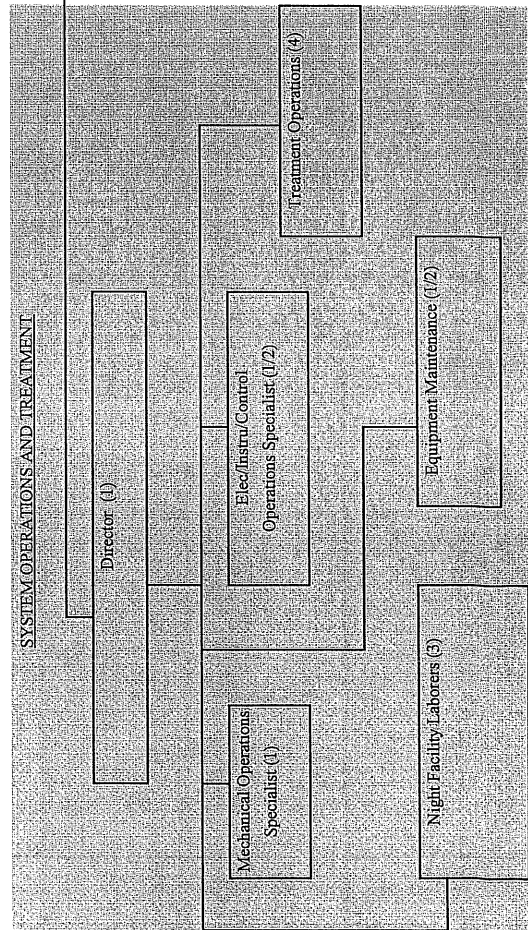 SYSTEM OPERATIONS AND TREATMENT
Director (1)
Mechanical Operations
Specialist (1)
Elec/Instru/Control
Operations Specialist (1/2)
Treatment Operations (4)
Night Facility Laborers (3)
Equipment Maintenance (1/2)